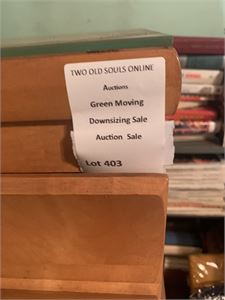 TWO OLD SOULS ONLINE
Auctions
Green Moving
Downsizing Sale
Auction Sale
Lot 403